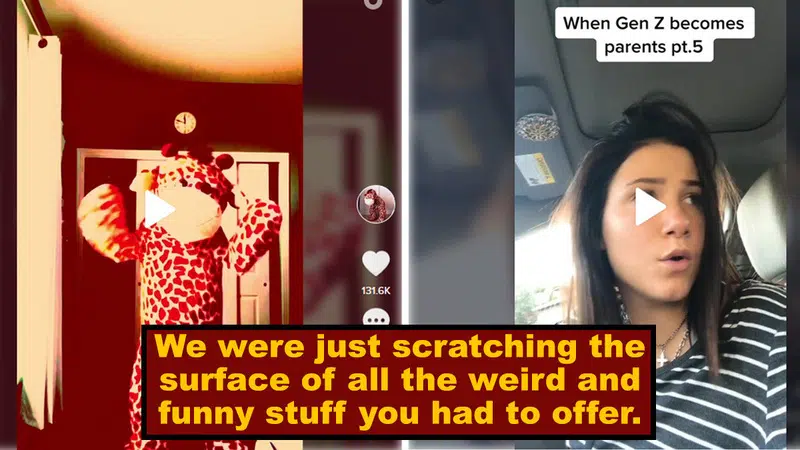 When Gen Z becomes
parents pt.5
131.6K
We were just scratching the
surface of all the weird and
funny stuff you had to offer.